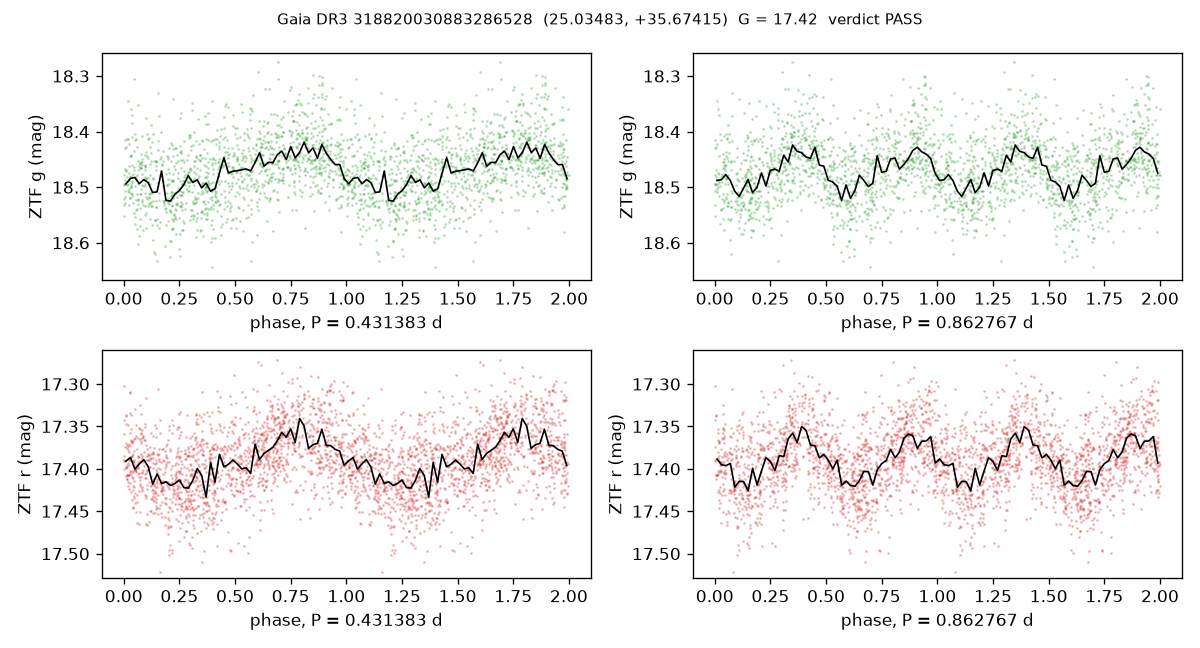 Gaia DR3 318820030883286528  (25.03483, +35.67415)  G = 17.42  verdict PASS
ZTF g (mag)
18.3
18.4
18.5
18.6
0.00 0.25 0.50 0.75 1.00 1.25 1.50 1.75 2.00
phase, P = 0.431383 d
ZTF g (mag)
18.3
18.4
18.5
18.6
0.00 0.25 0.50 0.75 1.00 1.25 1.50 1.75 2.00
phase, P = 0.862767 d
ZTF r (mag)
17.30
17.35
17.40
17.45
17.50
0.00 0.25 0.50 0.75 1.00 1.25 1.50 1.75 2.00
phase, P = 0.431383 d
ZTF r (mag)
17.30
17.35
17.40
17.45
17.50
0.00 0.25 0.50 0.75 1.00 1.25 1.50 1.75 2.00
phase, P = 0.862767 d